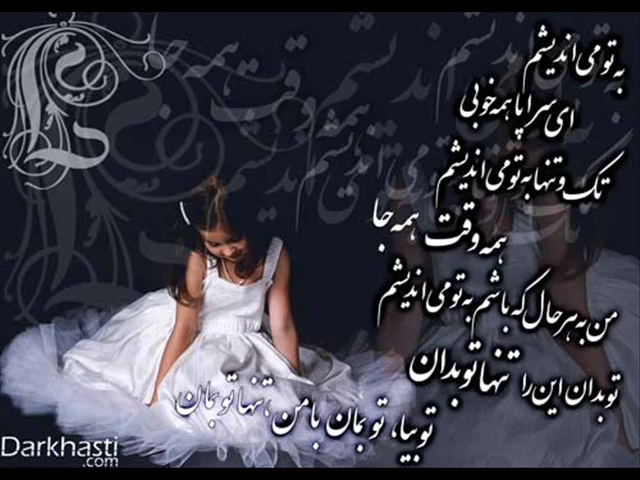 به تو می اندیشم
ای سراپا همه خوبی
تک و تنها به تو می اندیشم
همه وقت همه جا
من به هر حال که باشم به تو می اندیشم
تو بدان این را تنها تو بدان
تو بیا، تو بمان با من، تنها تو بمان
Darkhasti
.com